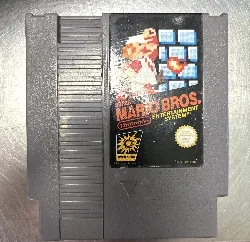 SUPER
MARIO BROS.
Nintendo
ENTERTAINMENT
SYSTEM